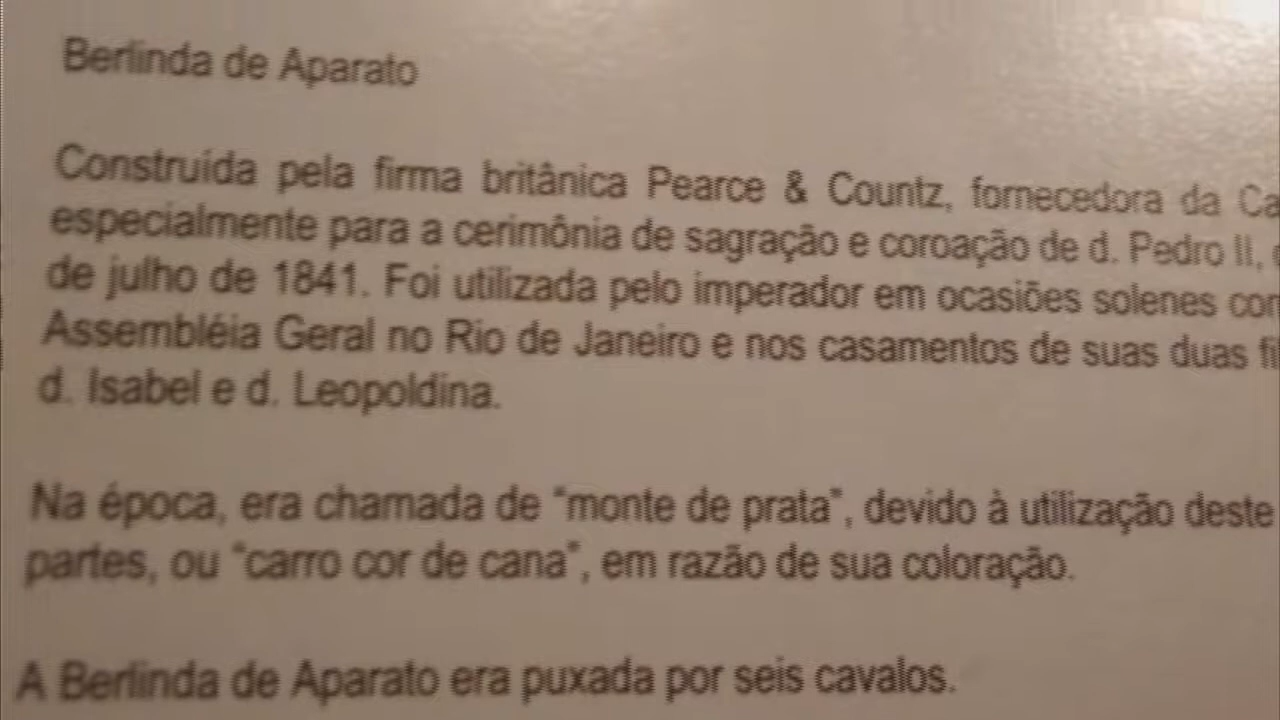 Berlinda de Aparato
Construída pela firma britânica Pearce & Countz, fornecedora da
especialmente para a cerimônia de sagração e coroação de d. Pedro II,
de julho de 1841. Foi utilizada pelo imperador em ocasiões solenes
Assembléia Geral no Rio de Janeiro e nos casamentos de suas duas
d. Isabel e d. Leopoldina.
Na época, era chamada de “monte de prata”, devido à utilização deste
partes, ou “carro cor de cana”, em razão de sua coloração.
A Berlinda de Aparato era puxada por seis cavalos.